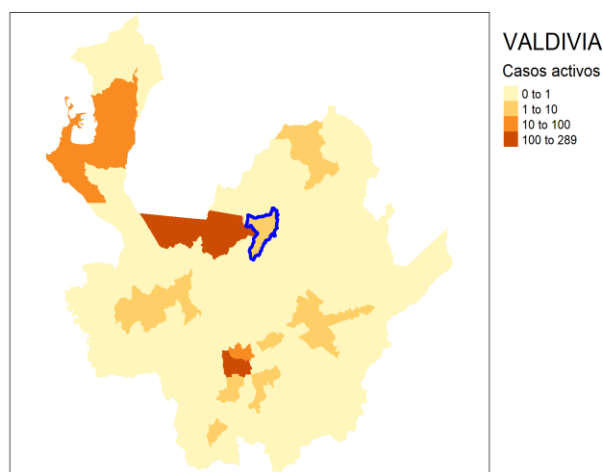 VALDIVIA
Casos activos
0 to 1
1 to 10
10 to 100
100 to 289